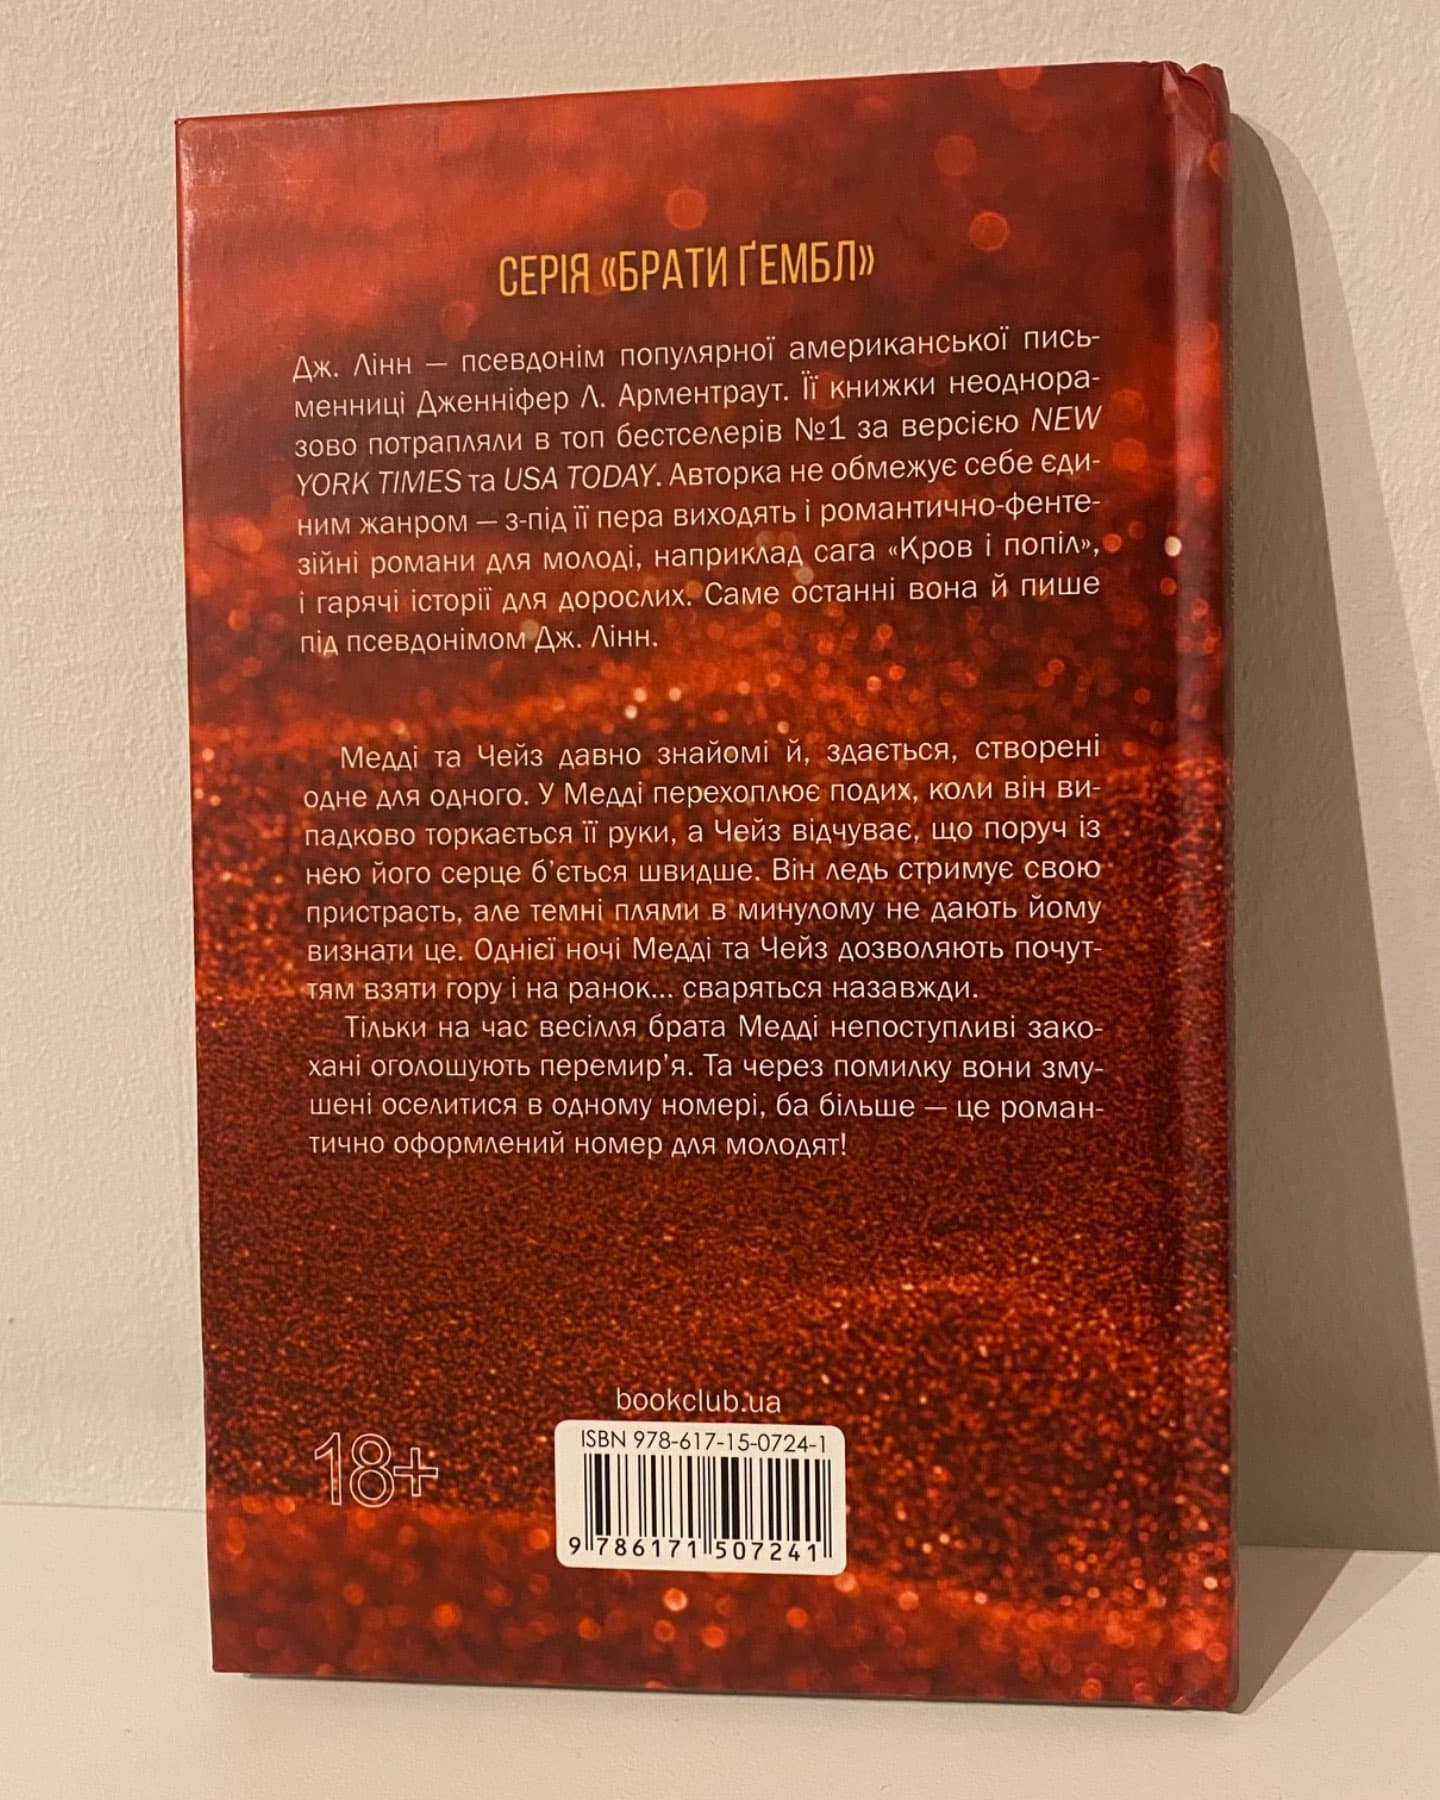 СЕРІЯ «БРАТИ ҐЕМБЛ»
Дж. Лінн — псевдонім популярної американської пись-
менниці Дженніфер Л. Арментраут. Її книжки неоднора-
зово потрапляли в топ бестселерів №1 за версією NEW
YORK TIMES та USA TODAY. Авторка не обмежує себе єди-
ним жанром — з-під її пера виходять і романтично-фенте-
зійні романи для молоді, наприклад сага «Кров і попіл»,
і гарячі історії для дорослих. Саме останні вона й пише
під псевдонімом Дж. Лінн.
Медді та Чейз давно знайомі й, здається, створені
одне для одного. У Медді перехоплює подих, коли він ви-
падково торкається її руки, а Чейз відчуває, що поруч із
нею його серце б’ється швидше. Він ледь стримує свою
пристрасть, але темні плями в минулому не дають йому
визнати це. Однієї ночі Медді та Чейз дозволяють почут-
тям взяти гору і на ранок... сваряться назавжди.
Тільки на час весілля брата Медді непоступливі зако-
хані оголошують перемир’я. Та через помилку вони зму-
шені оселитися в одному номері, ба більше — це роман-
тично оформлений номер для молодят!
bookclub.ua
18+
ISBN 978-617-15-0724-1
9 786171 507241